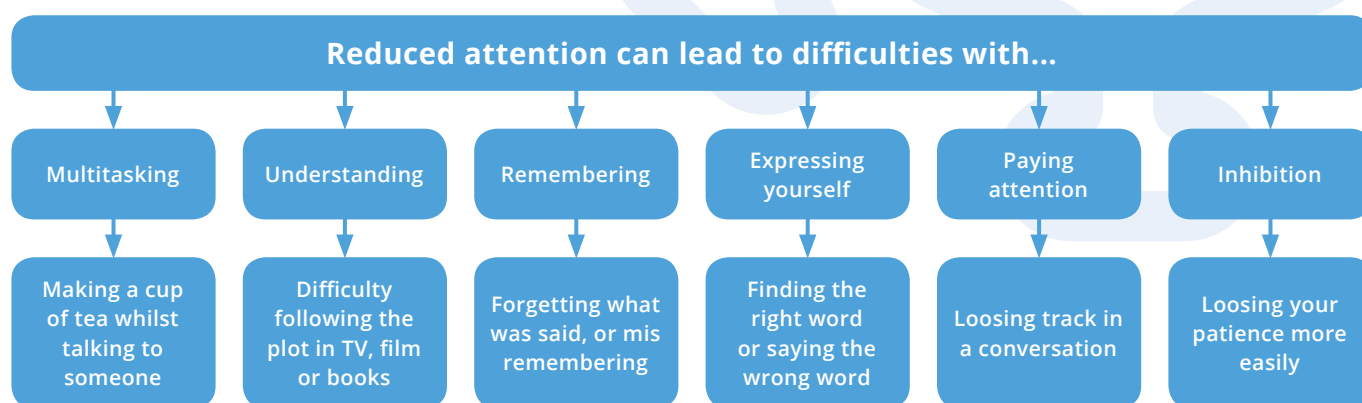 Reduced attention can lead to difficulties with...
Multitasking
Understanding
Remembering
Expressing
yourself
Paying
attention
Inhibition
Making a cup
of tea whilst
talking to
someone
Difficulty
following the
plot in TV, film
or books
Forgetting what
was said, or mis
remembering
Finding the
right word
or saying the
wrong word
Loosing track in
a conversation
Loosing your
patience more
easily